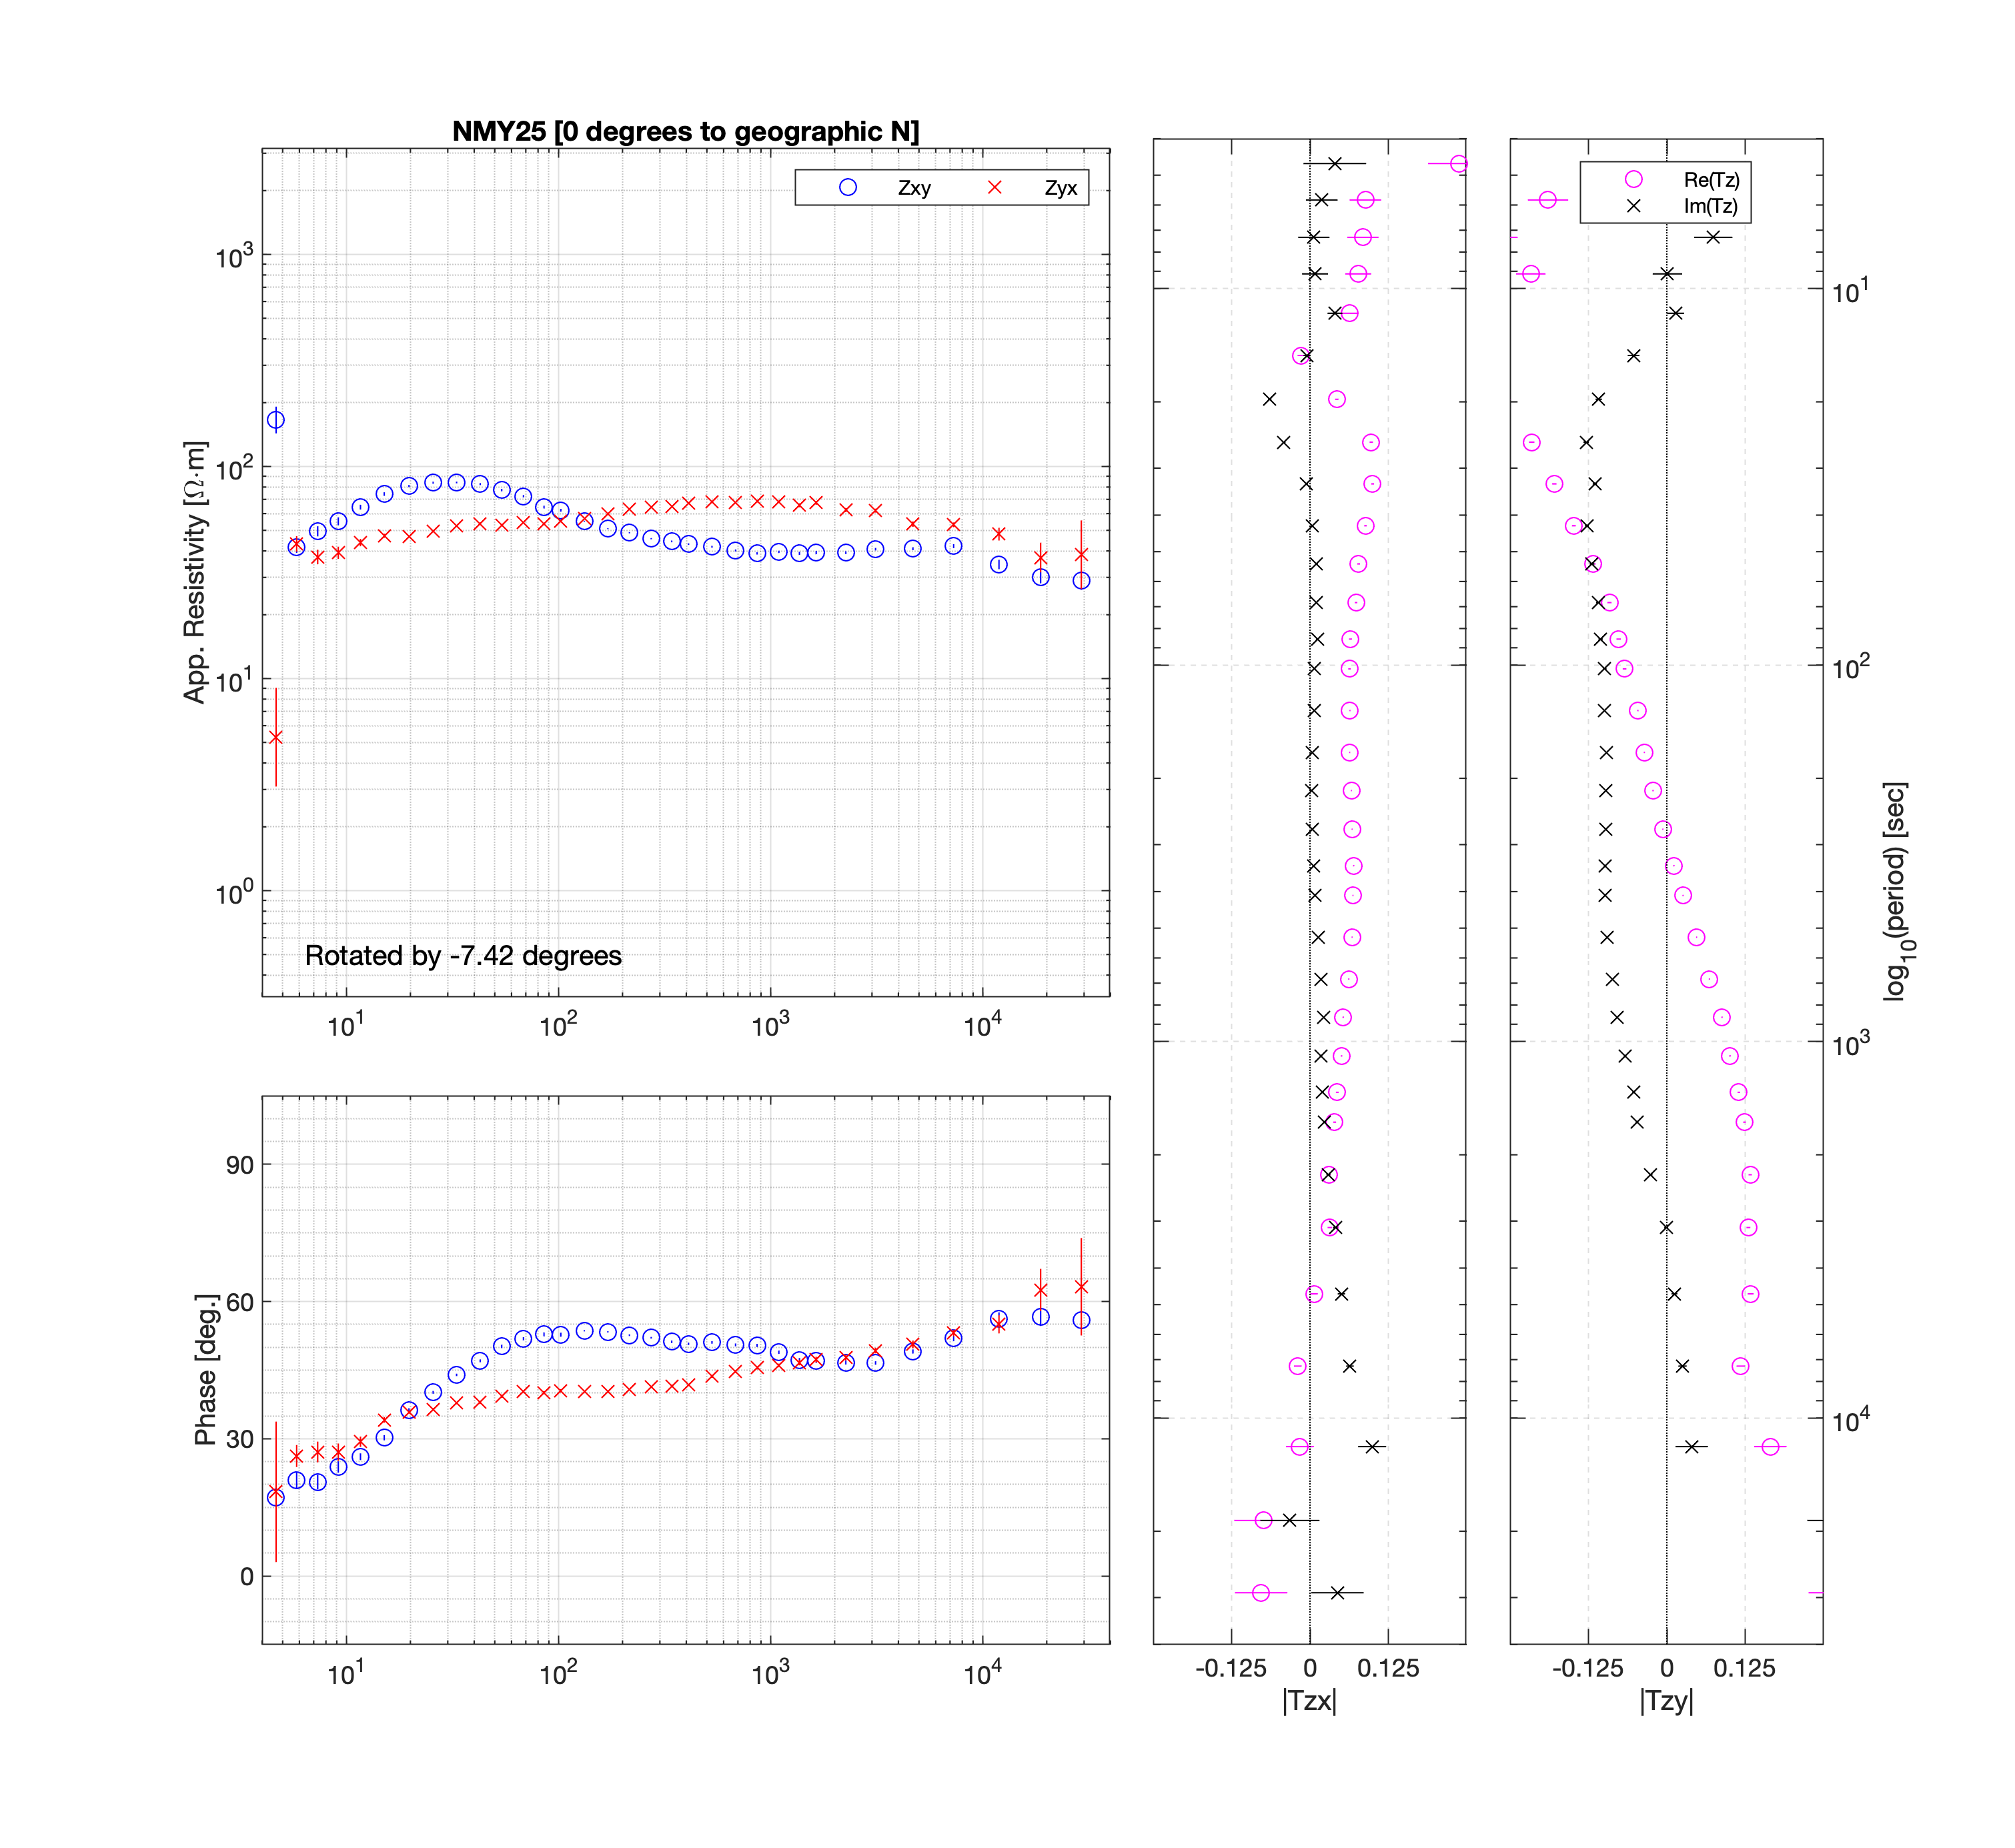 NMY25 [0 degrees to geographic N]
Zxy Zyx
App. Resistivity [Ω·m]
10³
10²
10¹
10⁰
Rotated by -7.42 degrees
10¹ 10² 10³ 10⁴
Phase [deg.]
90
60
30
0
10¹ 10² 10³ 10⁴
-0.125 0 0.125
|Tzx|
Re(Tz)
Im(Tz)
10¹
10²
10³
10⁴
log₁₀(period) [sec]
-0.125 0 0.125
|Tzy|